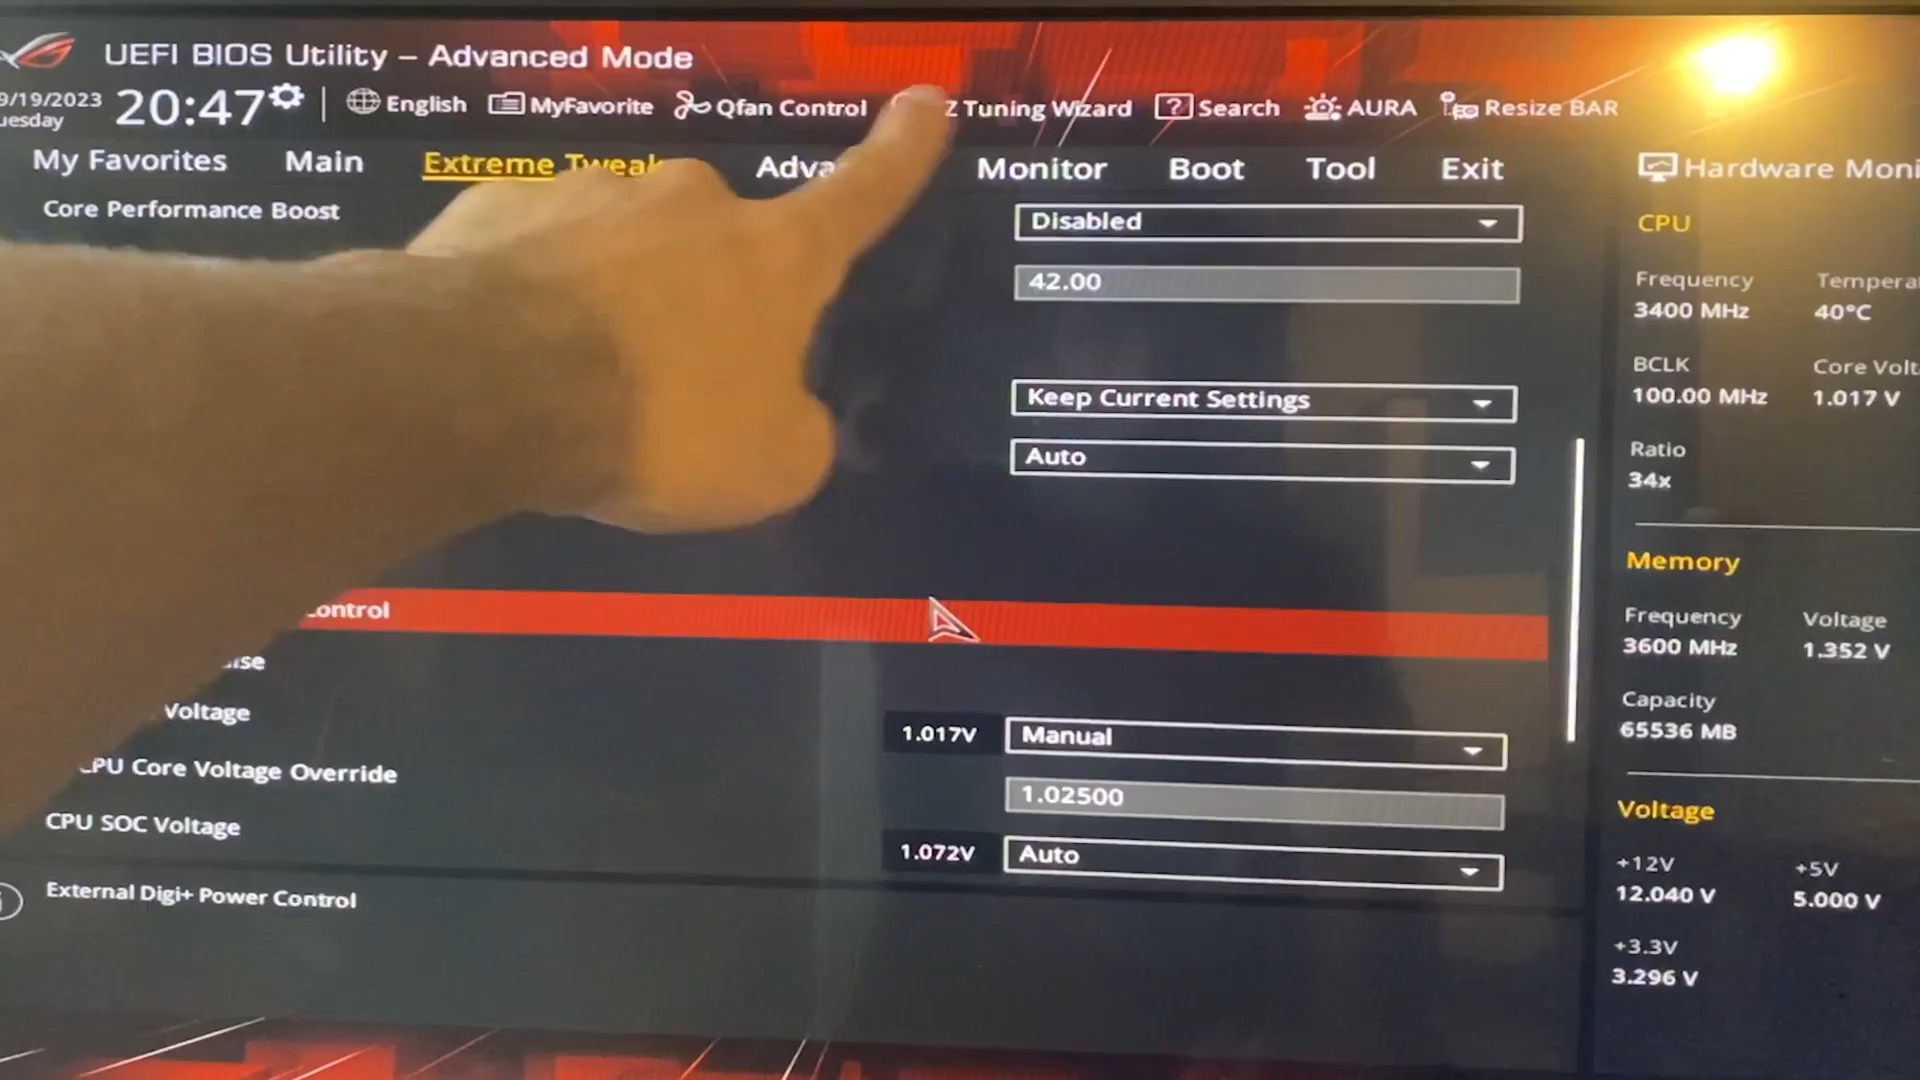 UEFI BIOS Utility – Advanced Mode
9/19/2023
20:47
English
MyFavorite
Qfan Control
Z Tuning Wizard
? Search
AURA
Resize BAR
My Favorites
Main
Extreme Tweak
Adva
Monitor
Boot
Tool
Exit
Hardware Moni
Core Performance Boost
Disabled
42.00
Keep Current Settings
Auto
ontrol
Voltage
1.017V
Manual
CPU Core Voltage Override
1.02500
CPU SOC Voltage
1.072V
Auto
External Digi+ Power Control
CPU
Frequency
Tempera
3400 MHz
40°C
BCLK
Core Volt
100.00 MHz
1.017 V
Ratio
34x
Memory
Frequency
Voltage
3600 MHz
1.352 V
Capacity
65536 MB
Voltage
+12V
+5V
12.040 V
5.000 V
+3.3V
3.296 V